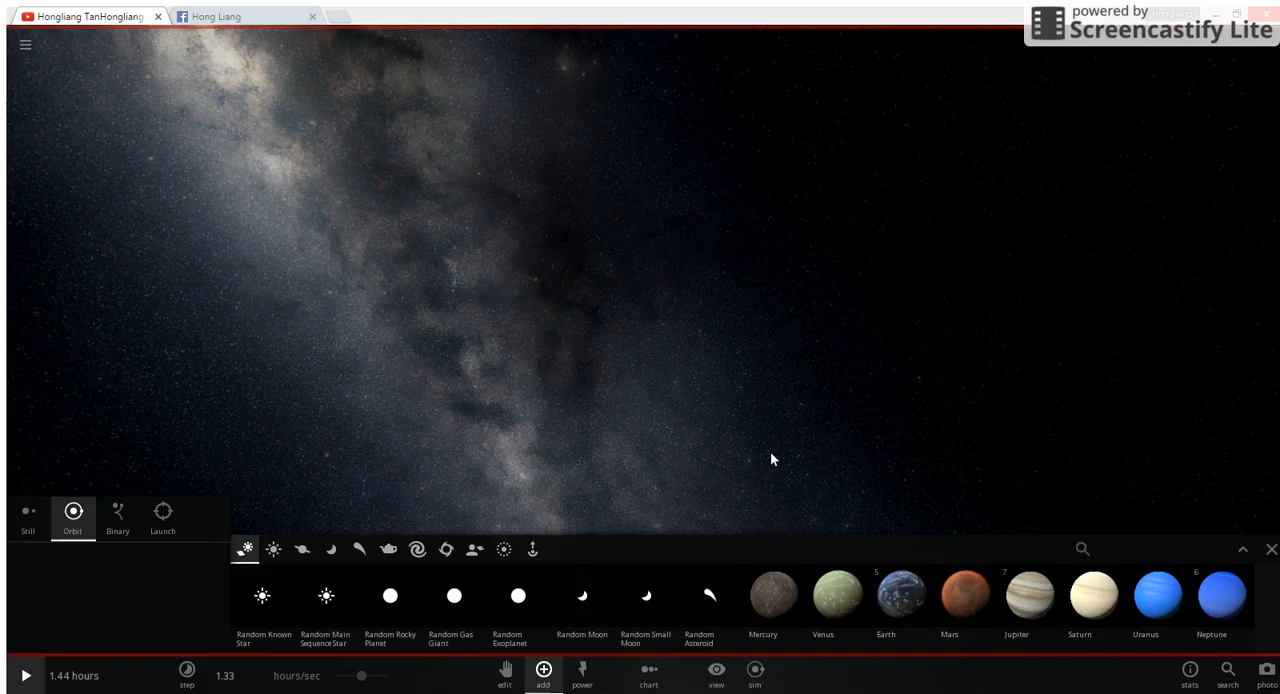 Hongliang TanHongliang
Hong Liang
powered by
Screencastify Lite
Still
Orbit
Binary
Launch
5
7
6
Random Known
Star
Random Main
Sequence Star
Random Rocky
Planet
Random Gas
Giant
Random
Exoplanet
Random Moon
Random Small
Moon
Random
Asteroid
Mercury
Venus
Earth
Mars
Jupiter
Saturn
Uranus
Neptune
1.44 hours
step
1.33
hours/sec
edit
add
power
chart
view
sim
stats
search
photo